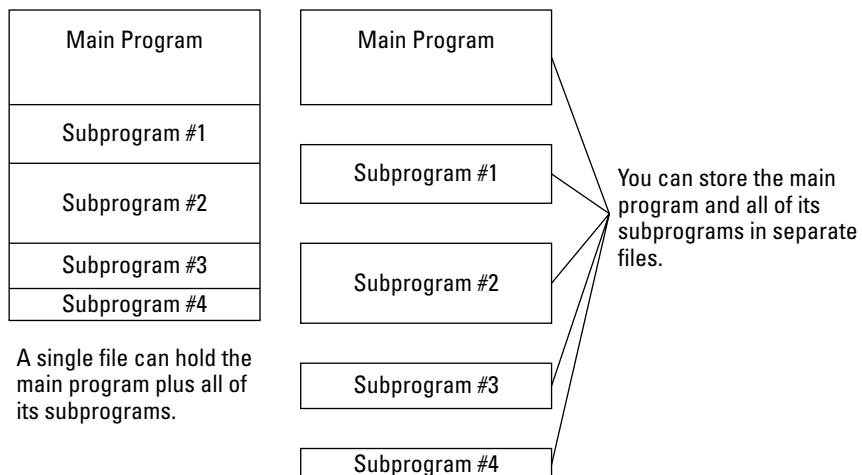 Main Program
Subprogram #1
Subprogram #2
Subprogram #3
Subprogram #4
A single file can hold the
main program plus all of
its subprograms.
Main Program
Subprogram #1
Subprogram #2
Subprogram #3
Subprogram #4
You can store the main
program and all of its
subprograms in separate
files.